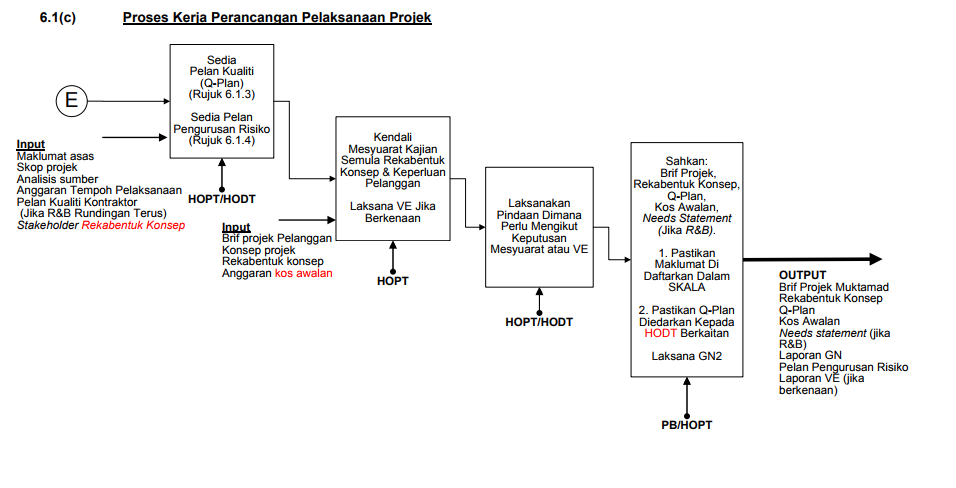 6.1(c) Proses Kerja Perancangan Pelaksanaan Projek
E
Sedia
Pelan Kualiti
(Q-Plan)
(Rujuk 6.1.3)
Sedia Pelan
Pengurusan Risiko
(Rujuk 6.1.4)
HOPT/HODT
Input
Maklumat asas
Skop projek
Analisis sumber
Anggaran Tempoh Pelaksanaan
Pelan Kualiti Kontraktor
(Jika R&B Rundingan Terus)
Stakeholder Rekabentuk Konsep
Kendali
Mesyuarat Kajian
Semula Rekabentuk
Konsep & Keperluan
Pelanggan
Laksana VE Jika
Berkenaan
HOPT
Input
Brif projek Pelanggan
Konsep projek
Rekabentuk konsep
Anggaran kos awalan
Laksanakan
Pindaan Dimana
Perlu Mengikut
Keputusan
Mesyuarat atau VE
HOPT/HODT
Sahkan:
Brif Projek,
Rekabentuk Konsep,
Q-Plan,
Kos Awalan,
Needs Statement
(Jika R&B).
1. Pastikan
Maklumat Di
Daftarkan Dalam
SKALA
2. Pastikan Q-Plan
Diedarkan Kepada
HODT Berkaitan
Laksana GN2
PB/HOPT
OUTPUT
Brif Projek Muktamad
Rekabentuk Konsep
Q-Plan
Kos Awalan
Needs statement (jika
R&B)
Laporan GN
Pelan Pengurusan Risiko
Laporan VE (jika
berkenaan)